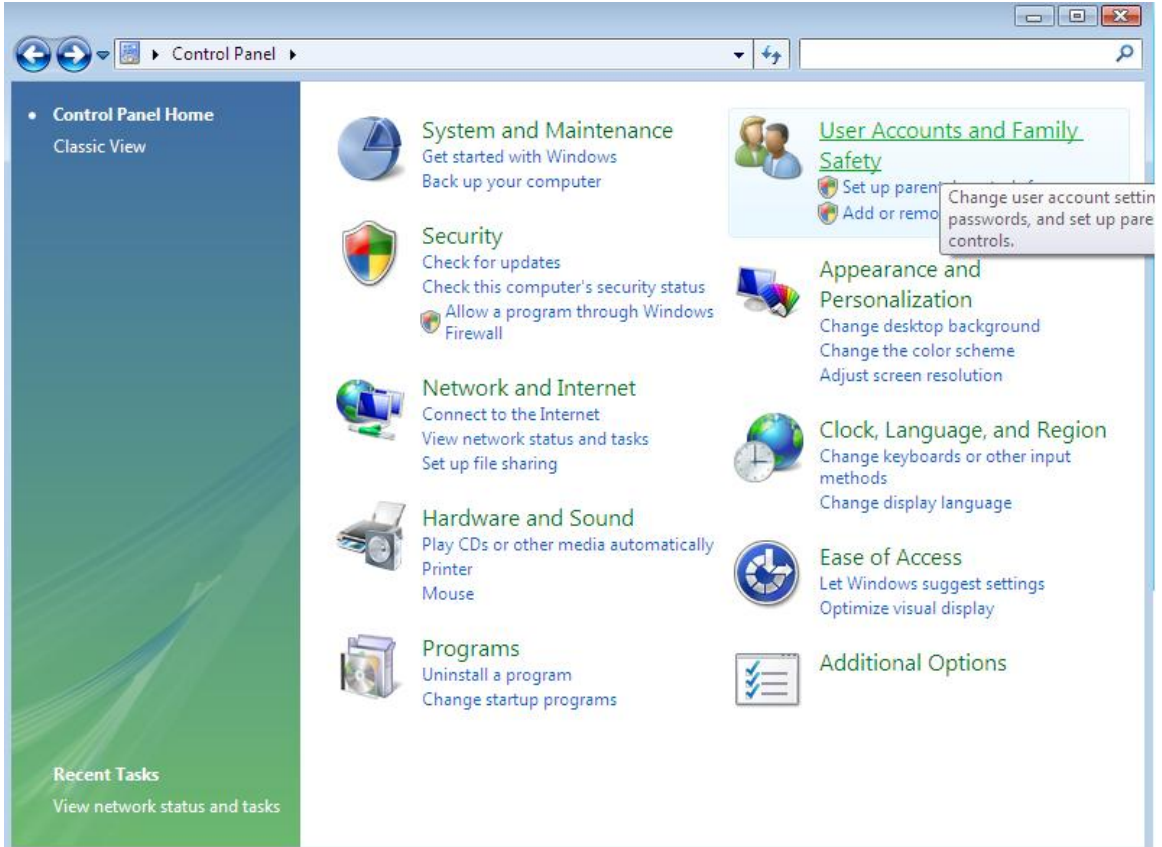 Control Panel
Control Panel Home
Classic View
Recent Tasks
View network status and tasks
System and Maintenance
Get started with Windows
Back up your computer
Security
Check for updates
Check this computer's security status
Allow a program through Windows
Firewall
Network and Internet
Connect to the Internet
View network status and tasks
Set up file sharing
Hardware and Sound
Play CDs or other media automatically
Printer
Mouse
Programs
Uninstall a program
Change startup programs
User Accounts and Family
Safety
Set up
Add or
Change user account
passwords, and set up
controls.
Appearance and
Personalization
Change desktop background
Change the color scheme
Adjust screen resolution
Clock, Language, and Region
Change keyboards or other input
methods
Change display language
Ease of Access
Let Windows suggest settings
Optimize visual display
Additional Options